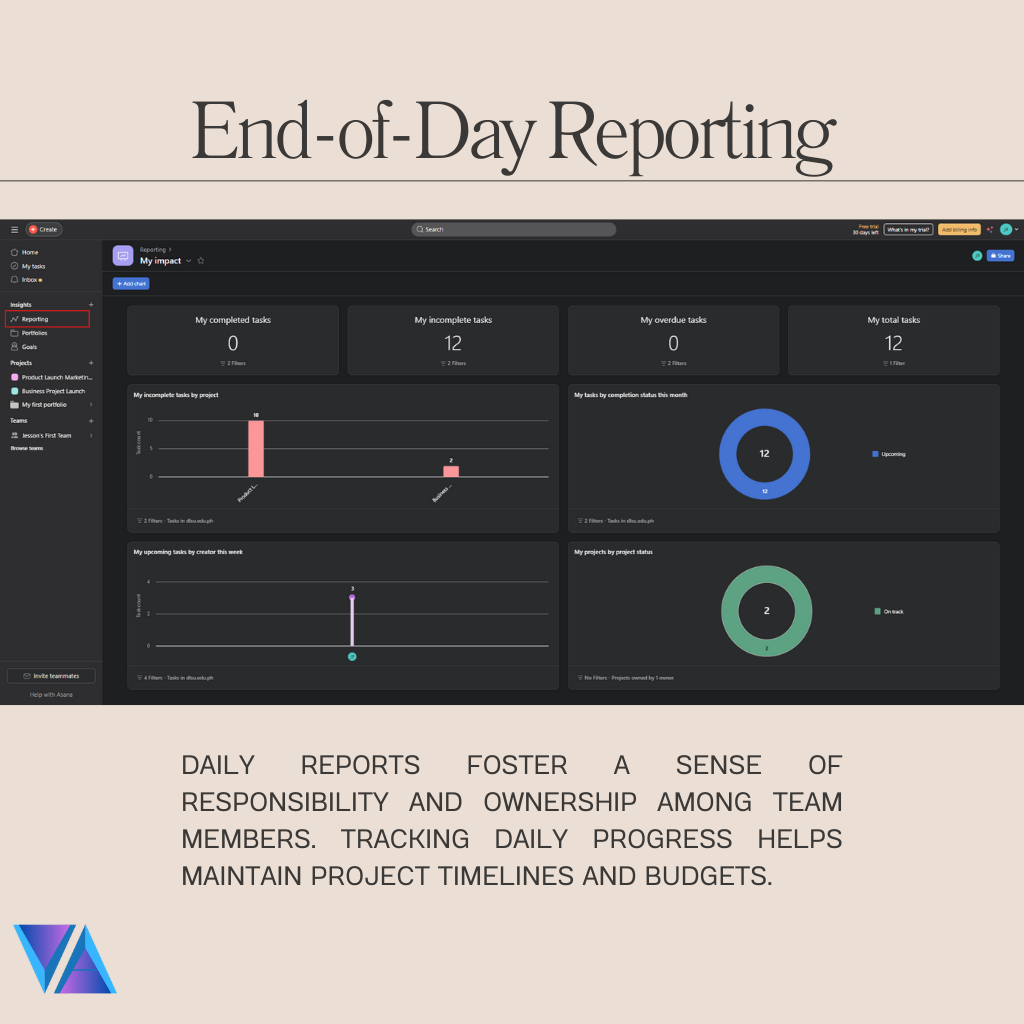 End-of-Day Reporting
Create
Search
Free trial
30 days left
What's in my trial?
Add billing info
Home
My tasks
Inbox
Insights
Reporting
Portfolios
Goals
Projects
Product Launch Marketin...
Business Project Launch
My first portfolio
Teams
Jesson's First Team
Browse teams
Invite teammates
Help with Asana
Reporting
My impact
Share
Add chart
My completed tasks
0
2 Filters
My incomplete tasks
12
2 Filters
My overdue tasks
0
2 Filters
My total tasks
12
1 Filter
My incomplete tasks by project
Task count
10
5
0
10
2
Product L...
Business ...
2 Filters · Tasks in dlsu.edu.ph
My tasks by completion status this month
12
12
Upcoming
2 Filters · Tasks in dlsu.edu.ph
My upcoming tasks by creator this week
Task count
4
2
0
3
4 Filters · Tasks in dlsu.edu.ph
My projects by project status
2
2
On track
No Filters · Projects owned by 1 owner
DAILY REPORTS FOSTER A SENSE OF
RESPONSIBILITY AND OWNERSHIP AMONG TEAM
MEMBERS. TRACKING DAILY PROGRESS HELPS
MAINTAIN PROJECT TIMELINES AND BUDGETS.
VA